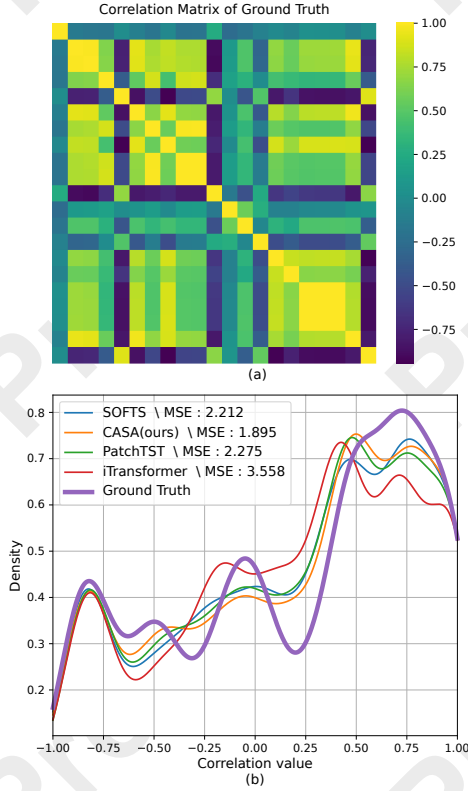 Correlation Matrix of Ground Truth
1.00
0.75
0.50
0.25
0.00
−0.25
−0.50
−0.75
(a)
0.8
0.7
0.6
0.5
0.4
0.3
0.2
Density
SOFTS \ MSE : 2.212
CASA(ours) \ MSE : 1.895
PatchTST \ MSE : 2.275
iTransformer \ MSE : 3.558
Ground Truth
−1.00 −0.75 −0.50 −0.25 0.00 0.25 0.50 0.75 1.00
Correlation value
(b)